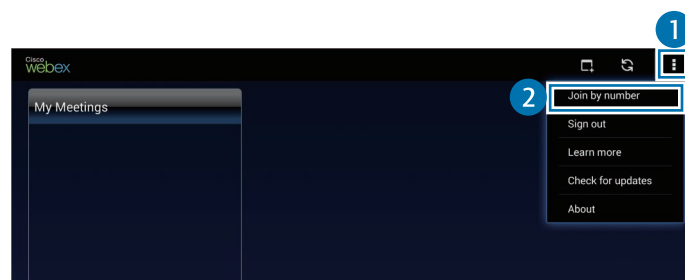 1
Cisco
webex
2
Join by number
My Meetings
Sign out
Learn more
Check for updates
About